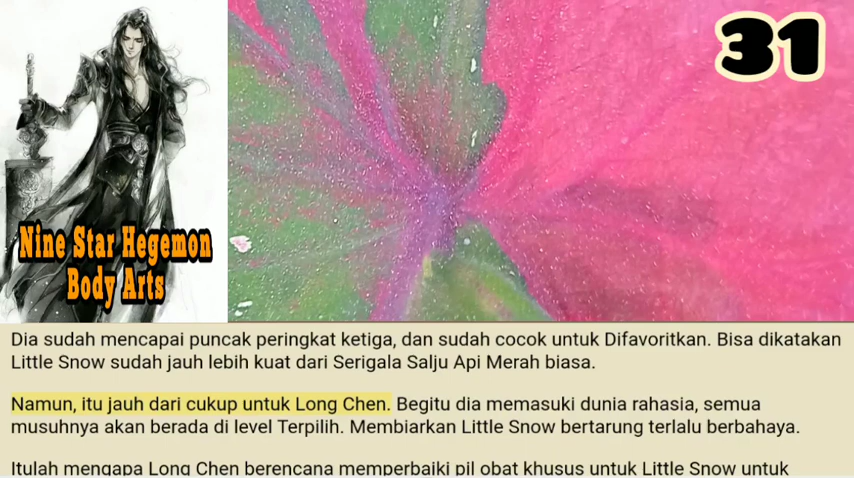 31
Nine Star Hegemon
Body Arts
Dia sudah mencapai puncak peringkat ketiga, dan sudah cocok untuk Difavoritkan. Bisa dikatakan
Little Snow sudah jauh lebih kuat dari Serigala Salju Api Merah biasa.
Namun, itu jauh dari cukup untuk Long Chen. Begitu dia memasuki dunia rahasia, semua
musuhnya akan berada di level Terpilih. Membiarkan Little Snow bertarung terlalu berbahaya.
Itulah mengapa Long Chen berencana memperbaiki pil obat khusus untuk Little Snow untuk